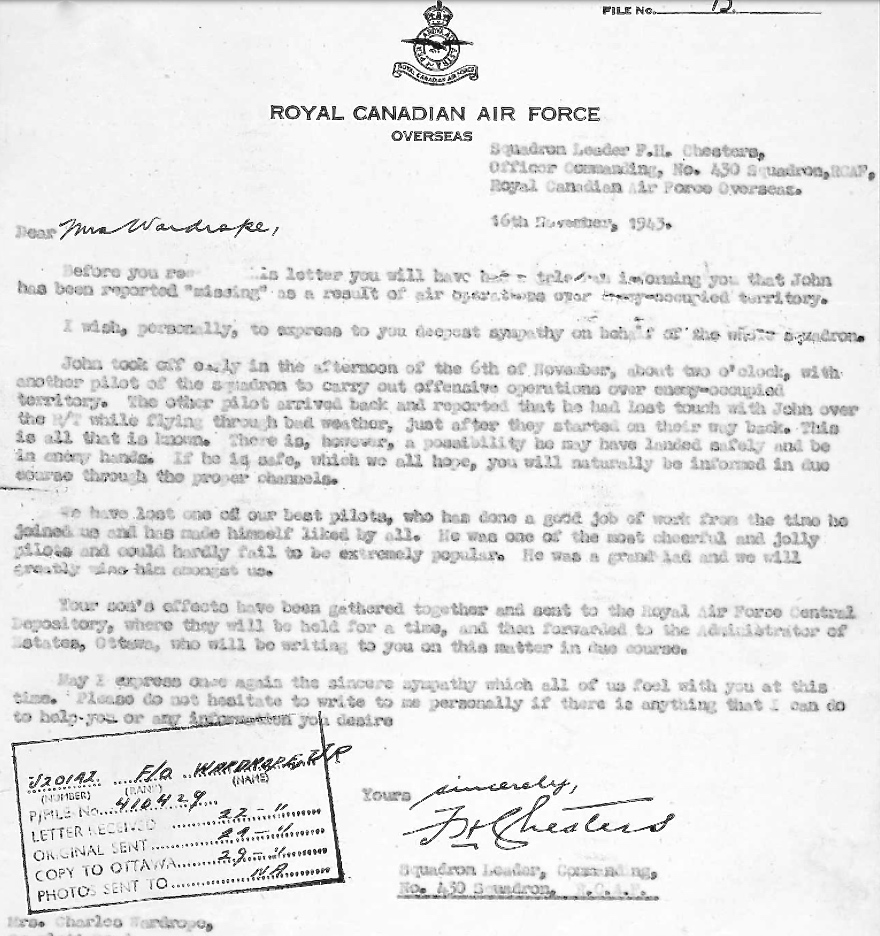 FILE No.
ROYAL CANADIAN AIR FORCE
ROYAL CANADIAN AIR FORCE
OVERSEAS
Squadron Leader F.H. Chesters,
Officer Commanding, No. 430 Squadron, RCAF,
Royal Canadian Air Force Overseas.
16th November, 1943.
Dear Mrs Wardrope,
Before you is letter you will have had a telegram informing you that John
has been reported "missing" as a result of air operations over enemy-occupied territory.
I wish, personally, to express to you deepest sympathy on behalf of the whole squadron.
John took off early in the afternoon of the 6th of November, about two o'clock, with
another pilot of the squadron to carry out offensive operations over enemy-occupied
territory. The other pilot arrived back and reported that he had lost touch with John over
the R/T while flying through bad weather, just after they started on their way back. This
is all that is known. There is, however, a possibility he may have landed safely and be
in enemy hands. If he is safe, which we all hope, you will naturally be informed in due
course through the proper channels.
We have lost one of our best pilots, who has done a good job of work from the time he
joined us and has made himself liked by all. He was one of the most cheerful and jolly
pilots and could hardly fail to be extremely popular. He was a grand lad and we will
greatly miss him amongst us.
Your son's effects have been gathered together and sent to the Royal Air Force Central
Depository, where they will be held for a time, and then forwarded to the Administrator of
Estates, Ottawa, who will be writing to you on this matter in due course.
May I express once again the sincere sympathy which all of us feel with you at this
time. Please do not hesitate to write to me personally if there is anything that I can do
to help you or any information you desire
J20142 F/O WARDROPE
(NUMBER) (RANK) (NAME)
P/FILE No. 410429
LETTER RECEIVED 22-11
ORIGINAL SENT 29-11
COPY TO OTTAWA 29-11
PHOTOS SENT TO NA
Yours sincerely,
FH Chesters
Squadron Leader, Commanding,
No. 430 Squadron, R.C.A.F.
Mrs. Charles Wardrope,